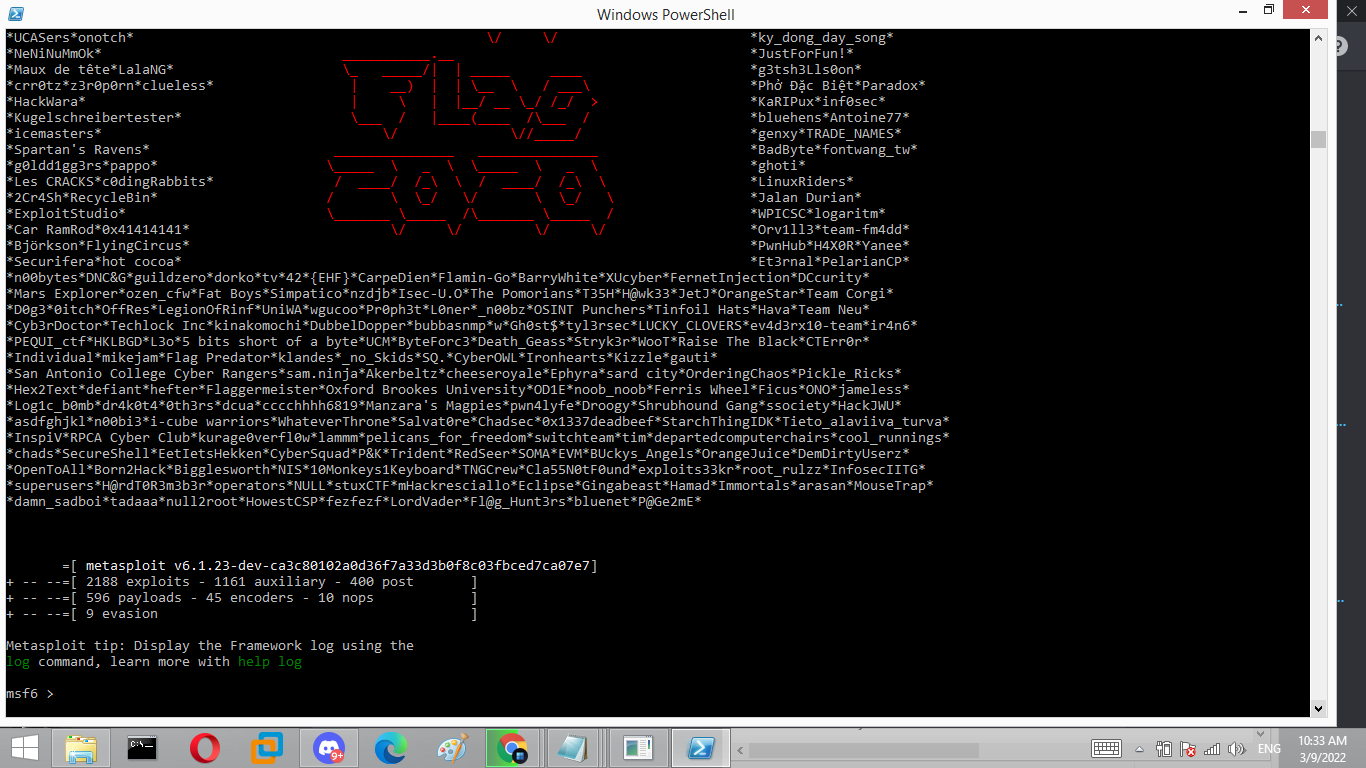 Windows PowerShell
*UCASers*onotch* *ky_dong_day_song*
*NeNiNuMmOk* *JustForFun!*
*Maux de tête*LalaNG* *g3tsh3Lls0on*
*crr0tz*z3r0p0rn*clueless* *Phở Đặc Biệt*Paradox*
*HackWara* *KaRIPux*inf0sec*
*Kugelschreibertester* *bluehens*Antoine77*
*icemasters* *genxy*TRADE_NAMES*
*Spartan's Ravens* *BadByte*fontwang_tw*
*g0ldd1gg3rs*pappo* *ghoti*
*Les CRACKS*c0dingRabbits* *LinuxRiders*
*2Cr4Sh*RecycleBin* *Jalan Durian*
*ExploitStudio* *WPICSC*logaritm*
*Car RamRod*0x41414141* *Orv1ll3*team-fm4dd*
*Björkson*FlyingCircus* *PwnHub*H4X0R*Yanee*
*Securifera*hot cocoa* *Et3rnal*PelarianCP*
Flag
2020
*n00bytes*DNC&G*guildzero*dorko*tv*42*{EHF}*CarpeDien*Flamin-Go*BarryWhite*XUcyber*FernetInjection*DCcurity*
*Mars Explorer*ozen_cfw*Fat Boys*Simpatico*nzdjb*Isec-U.O*The Pomorians*T35H*H@wk33*JetJ*OrangeStar*Team Corgi*
*D0g3*0itch*OffRes*LegionOfRinf*UniWA*wgucoo*Pr0ph3t*L0ner*_n00bz*OSINT Punchers*Tinfoil Hats*Hava*Team Neu*
*Cyb3rDoctor*Techlock Inc*kinakomochi*DubbelDopper*bubbasnmp*w*Gh0st$*tyl3rsec*LUCKY_CLOVERS*ev4d3rx10-team*ir4n6*
*PEQUI_ctf*HKLBGD*L3o*5 bits short of a byte*UCM*ByteForc3*Death_Geass*Stryk3r*WooT*Raise The Black*CTErr0r*
*Individual*mikejam*Flag Predator*klandes*_no_Skids*SQ.*CyberOWL*Ironhearts*Kizzle*gauti*
*San Antonio College Cyber Rangers*sam.ninja*Akerbeltz*cheeseroyale*Ephyra*sard city*OrderingChaos*Pickle_Ricks*
*Hex2Text*defiant*hefter*Flaggermeister*Oxford Brookes University*OD1E*noob_noob*Ferris Wheel*Ficus*ONO*jameless*
*Log1c_b0mb*dr4k0t4*0th3rs*dcua*cccchhhh6819*Manzara's Magpies*pwn4lyfe*Droogy*Shrubhound Gang*ssociety*HackJWU*
*asdfghjkl*n00bi3*i-cube warriors*WhateverThrone*Salvat0re*Chadsec*0x1337deadbeef*StarchThingIDK*Tieto_alaviiva_turva*
*InspiV*RPCA Cyber Club*kurage0verfl0w*lammm*pelicans_for_freedom*switchteam*tim*departedcomputerchairs*cool_runnings*
*chads*SecureShell*EetIetsHekken*CyberSquad*P&K*Trident*RedSeer*SOMA*EVM*BUckys_Angels*OrangeJuice*DemDirtyUserz*
*OpenToAll*Born2Hack*Bigglesworth*NIS*10Monkeys1Keyboard*TNGCrew*Cla55N0tF0und*exploits33kr*root_rulzz*InfosecIITG*
*superusers*H@rdT0R3m3b3r*operators*NULL*stuxCTF*mHackresciallo*Eclipse*Gingabeast*Hamad*Immortals*arasan*MouseTrap*
*damn_sadboi*tadaaa*null2root*HowestCSP*fezfezf*LordVader*Fl@g_Hunt3rs*bluenet*P@Ge2mE*
=[ metasploit v6.1.23-dev-ca3c80102a0d36f7a33d3b0f8c03fbced7ca07e7]
+ -- --=[ 2188 exploits - 1161 auxiliary - 400 post ]
+ -- --=[ 596 payloads - 45 encoders - 10 nops ]
+ -- --=[ 9 evasion ]
Metasploit tip: Display the Framework log using the
log command, learn more with help log
msf6 >
C:\_
9+
ENG
10:33 AM
3/9/2022